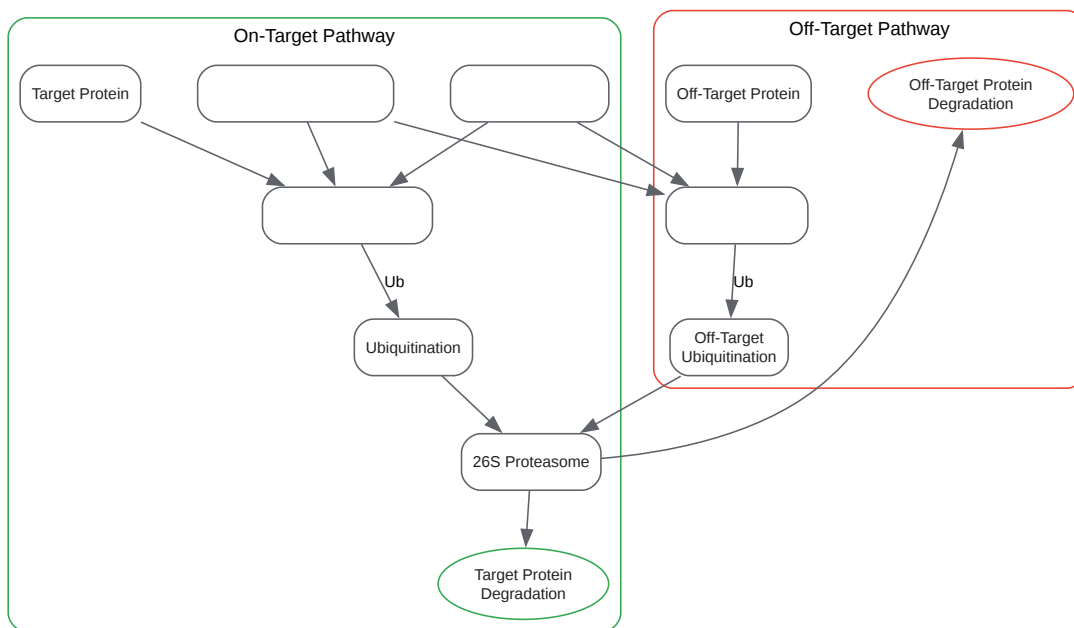 On-Target Pathway
Off-Target Pathway
Target Protein
Off-Target Protein
Off-Target Protein
Degradation
Ub
Ub
Ubiquitination
Off-Target
Ubiquitination
26S Proteasome
Target Protein
Degradation